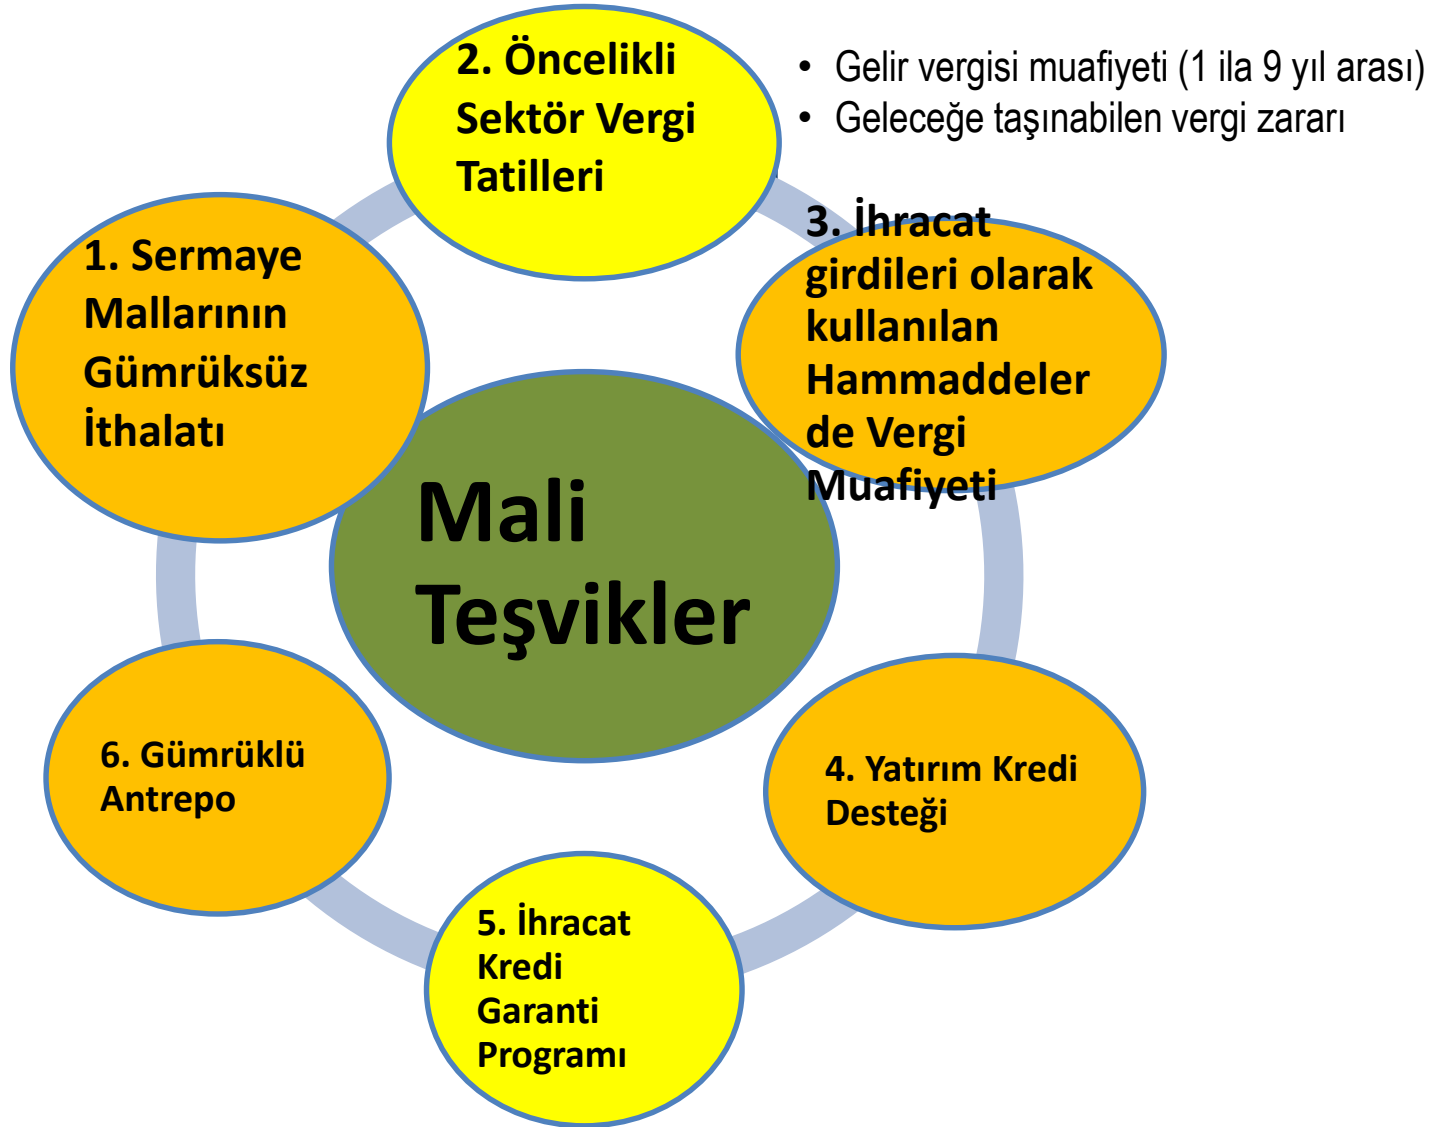 2. Öncelikli
Sektör Vergi
Tatilleri
• Gelir vergisi muafiyeti (1 ila 9 yıl arası)
• Geleceğe taşınabilen vergi zararı
1. Sermaye
Mallarının
Gümrüksüz
İthalatı
3. İhracat
girdileri olarak
kullanılan
Hammaddeler
de Vergi
Muafiyeti
Mali
Teşvikler
6. Gümrüklü
Antrepo
4. Yatırım Kredi
Desteği
5. İhracat
Kredi
Garanti
Programı